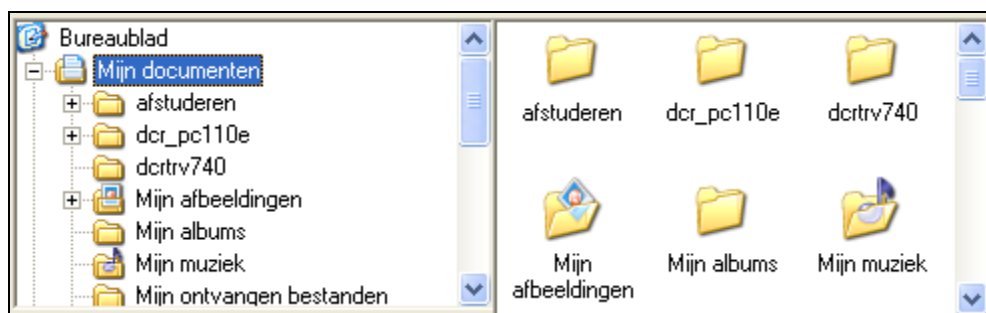 Bureaublad
Mijn documenten
afstuderen
dcr_pc110e
dcrtrv740
Mijn afbeeldingen
Mijn albums
Mijn muziek
Mijn ontvangen bestanden
afstuderen
dcr_pc110e
dcrtrv740
Mijn
afbeeldingen
Mijn albums
Mijn muziek